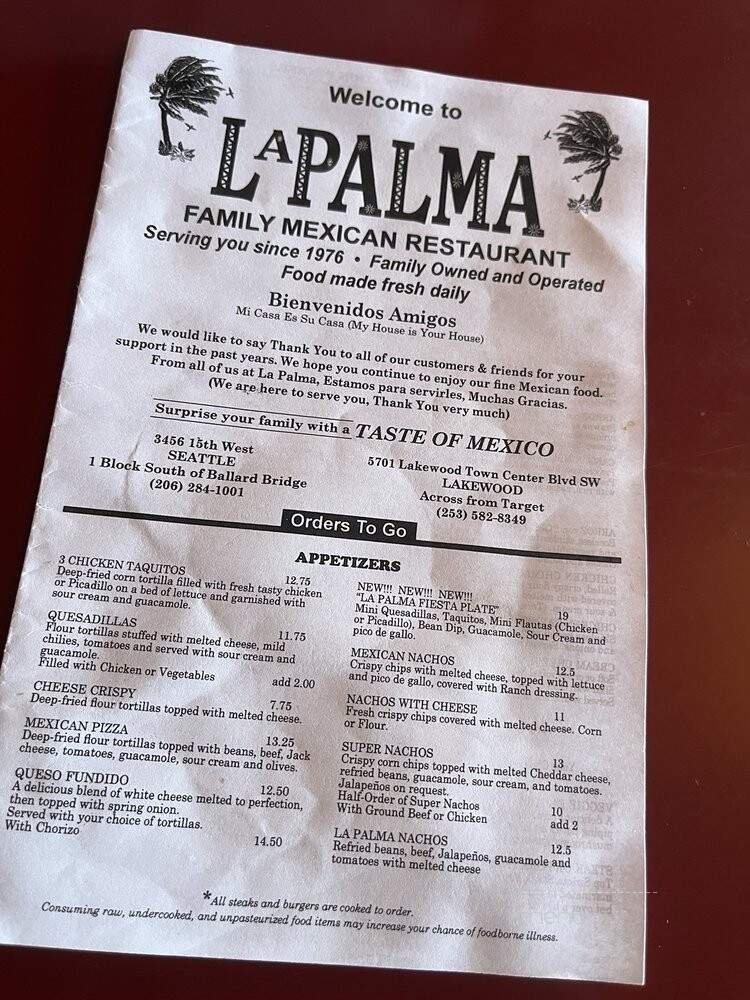 Welcome to
LA PALMA
FAMILY MEXICAN RESTAURANT
Serving you since 1976 • Family Owned and Operated
Food made fresh daily
Bienvenidos Amigos
Mi Casa Es Su Casa (My House is Your House)
We would like to say Thank You to all of our customers & friends for your
support in the past years. We hope you continue to enjoy our fine Mexican food.
From all of us at La Palma, Estamos para servirles, Muchas Gracias.
(We are here to serve you, Thank You very much)
Surprise your family with a TASTE OF MEXICO
3456 15th West
SEATTLE
1 Block South of Ballard Bridge
(206) 284-1001
5701 Lakewood Town Center Blvd SW
LAKEWOOD
Across from Target
(253) 582-8349
Orders To Go
APPETIZERS
3 CHICKEN TAQUITOS 12.75
Deep-fried corn tortilla filled with fresh tasty chicken
or Picadillo on a bed of lettuce and garnished with
sour cream and guacamole.
QUESADILLAS 11.75
Flour tortillas stuffed with melted cheese, mild
chilies, tomatoes and served with sour cream and
guacamole.
Filled with Chicken or Vegetables add 2.00
CHEESE CRISPY 7.75
Deep-fried flour tortillas topped with melted cheese.
MEXICAN PIZZA 13.25
Deep-fried flour tortillas topped with beans, beef, Jack
cheese, tomatoes, guacamole, sour cream and olives.
QUESO FUNDIDO 12.50
A delicious blend of white cheese melted to perfection,
then topped with spring onion.
Served with your choice of tortillas.
With Chorizo 14.50
NEW!!! NEW!!! NEW!!!
"LA PALMA FIESTA PLATE" 19
Mini Quesadillas, Taquitos, Mini Flautas (Chicken
or Picadillo), Bean Dip, Guacamole, Sour Cream and
pico de gallo.
MEXICAN NACHOS 12.5
Crispy chips with melted cheese, topped with lettuce
and pico de gallo, covered with Ranch dressing.
NACHOS WITH CHEESE 11
Fresh crispy chips covered with melted cheese. Corn
or Flour.
SUPER NACHOS 13
Crispy corn chips topped with melted Cheddar cheese,
refried beans, guacamole, sour cream, and tomatoes.
Jalapeños on request.
Half-Order of Super Nachos 10
With Ground Beef or Chicken add 2
LA PALMA NACHOS 12.5
Refried beans, beef, Jalapeños, guacamole and
tomatoes with melted cheese
*All steaks and burgers are cooked to order.
Consuming raw, undercooked, and unpasteurized food items may increase your chance of foodborne illness.